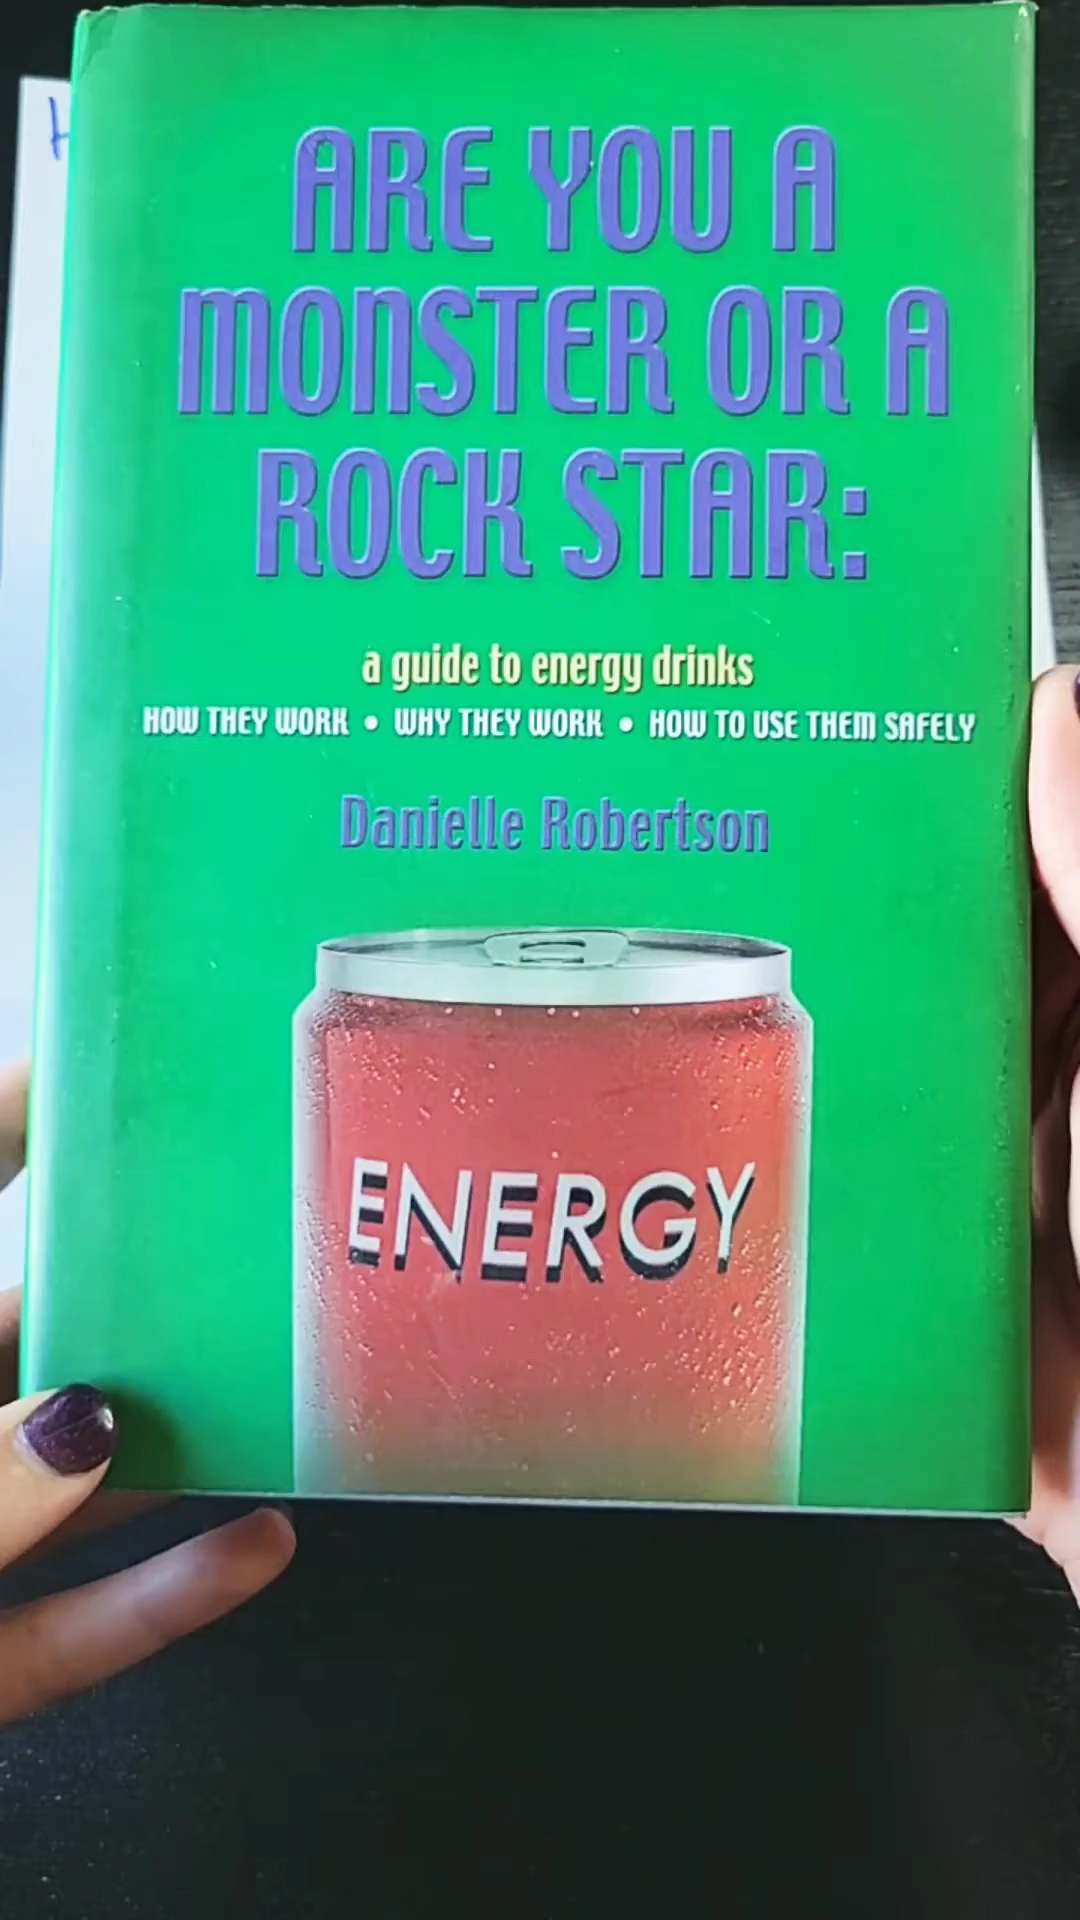 ARE YOU A
MONSTER OR A
ROCK STAR:
a guide to energy drinks
HOW THEY WORK • WHY THEY WORK • HOW TO USE THEM SAFELY
Danielle Robertson
ENERGY